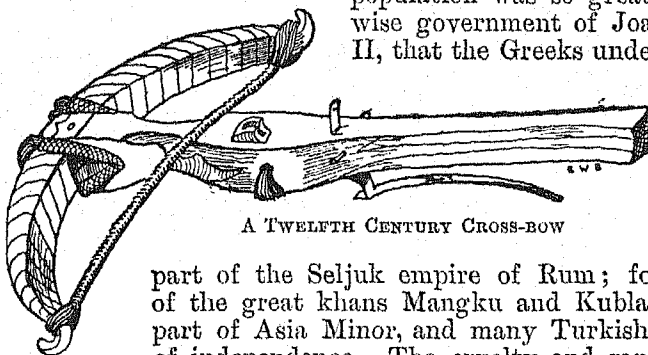 population was so great
wise government of Joa
II, that the Greeks unde
E W B
A TWELFTH CENTURY CROSS-BOW
part of the Seljuk empire of Rum; fo
of the great khans Mangku and Kubla
part of Asia Minor, and many Turkish
of independence. The cruelty and